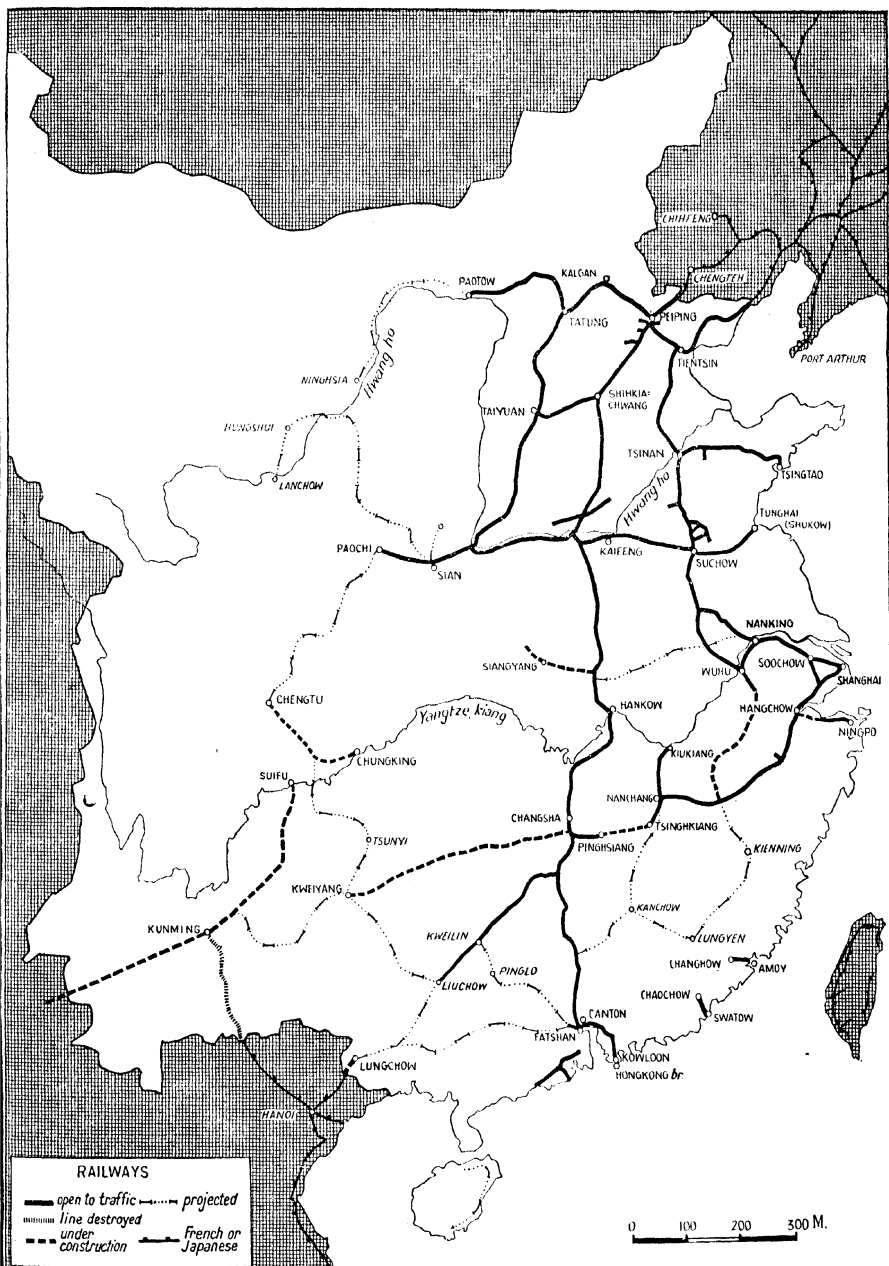 CHIHFENG
CHENGTEH
PAOTOW
KALGAN
TATUNG
PEIPING
TIENTSIN
PORT ARTHUR
Hwang ho
NINGHSIA
SHIHKIA-
CHWANG
TAIYUAN
HUNGSHUI
LANCHOW
TSINAN
TSINGTAO
Hwang ho
TUNGHAI
(SHUKOW)
PAOCHI
SIAN
KAIFENG
SUCHOW
NANKING
SIANGYANG
WUHU
SOOCHOW
SHANGHAI
CHENGTU
Yangtze kiang
HANKOW
HANGCHOW
NINGPO
CHUNGKING
KIUKIANG
SUIFU
NANCHANG
CHANGSHA
TSINGHKIANG
PINGHSIANG
TSUNYI
KIENNING
KWEIYANG
KANCHOW
KUNMING
KWEILIN
LUNGYEN
PINGLO
CHANGHOW
AMOY
LIUCHOW
CHAOCHOW
SWATOW
CANTON
FATSHAN
LUNGCHOW
KOWLOON
HONGKONG br.
HANOI
RAILWAYS
open to traffic projected
line destroyed
under construction
French or Japanese
0 100 200 300 M.